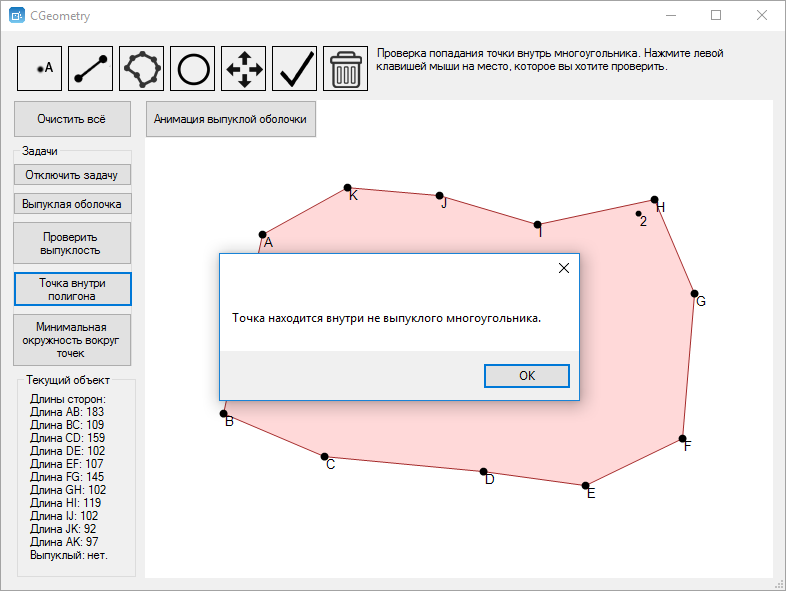 CGeometry
A
Проверка попадания точки внутрь многоугольника. Нажмите левой
клавишей мыши на место, которое вы хотите проверить.
Очистить всё
Анимация выпуклой оболочки
Задачи
Отключить задачу
Выпуклая оболочка
Проверить
выпуклость
Точка внутри
полигона
Минимальная
окружность вокруг
точек
Текущий объект
Длины сторон:
Длина AB: 183
Длина BC: 109
Длина CD: 159
Длина DE: 102
Длина EF: 107
Длина FG: 145
Длина GH: 102
Длина HI: 119
Длина IJ: 102
Длина JK: 92
Длина AK: 97
Выпуклый: нет.
K
J
I
H
2
A
G
Точка находится внутри не выпуклого многоугольника.
OK
B
C
D
E
F